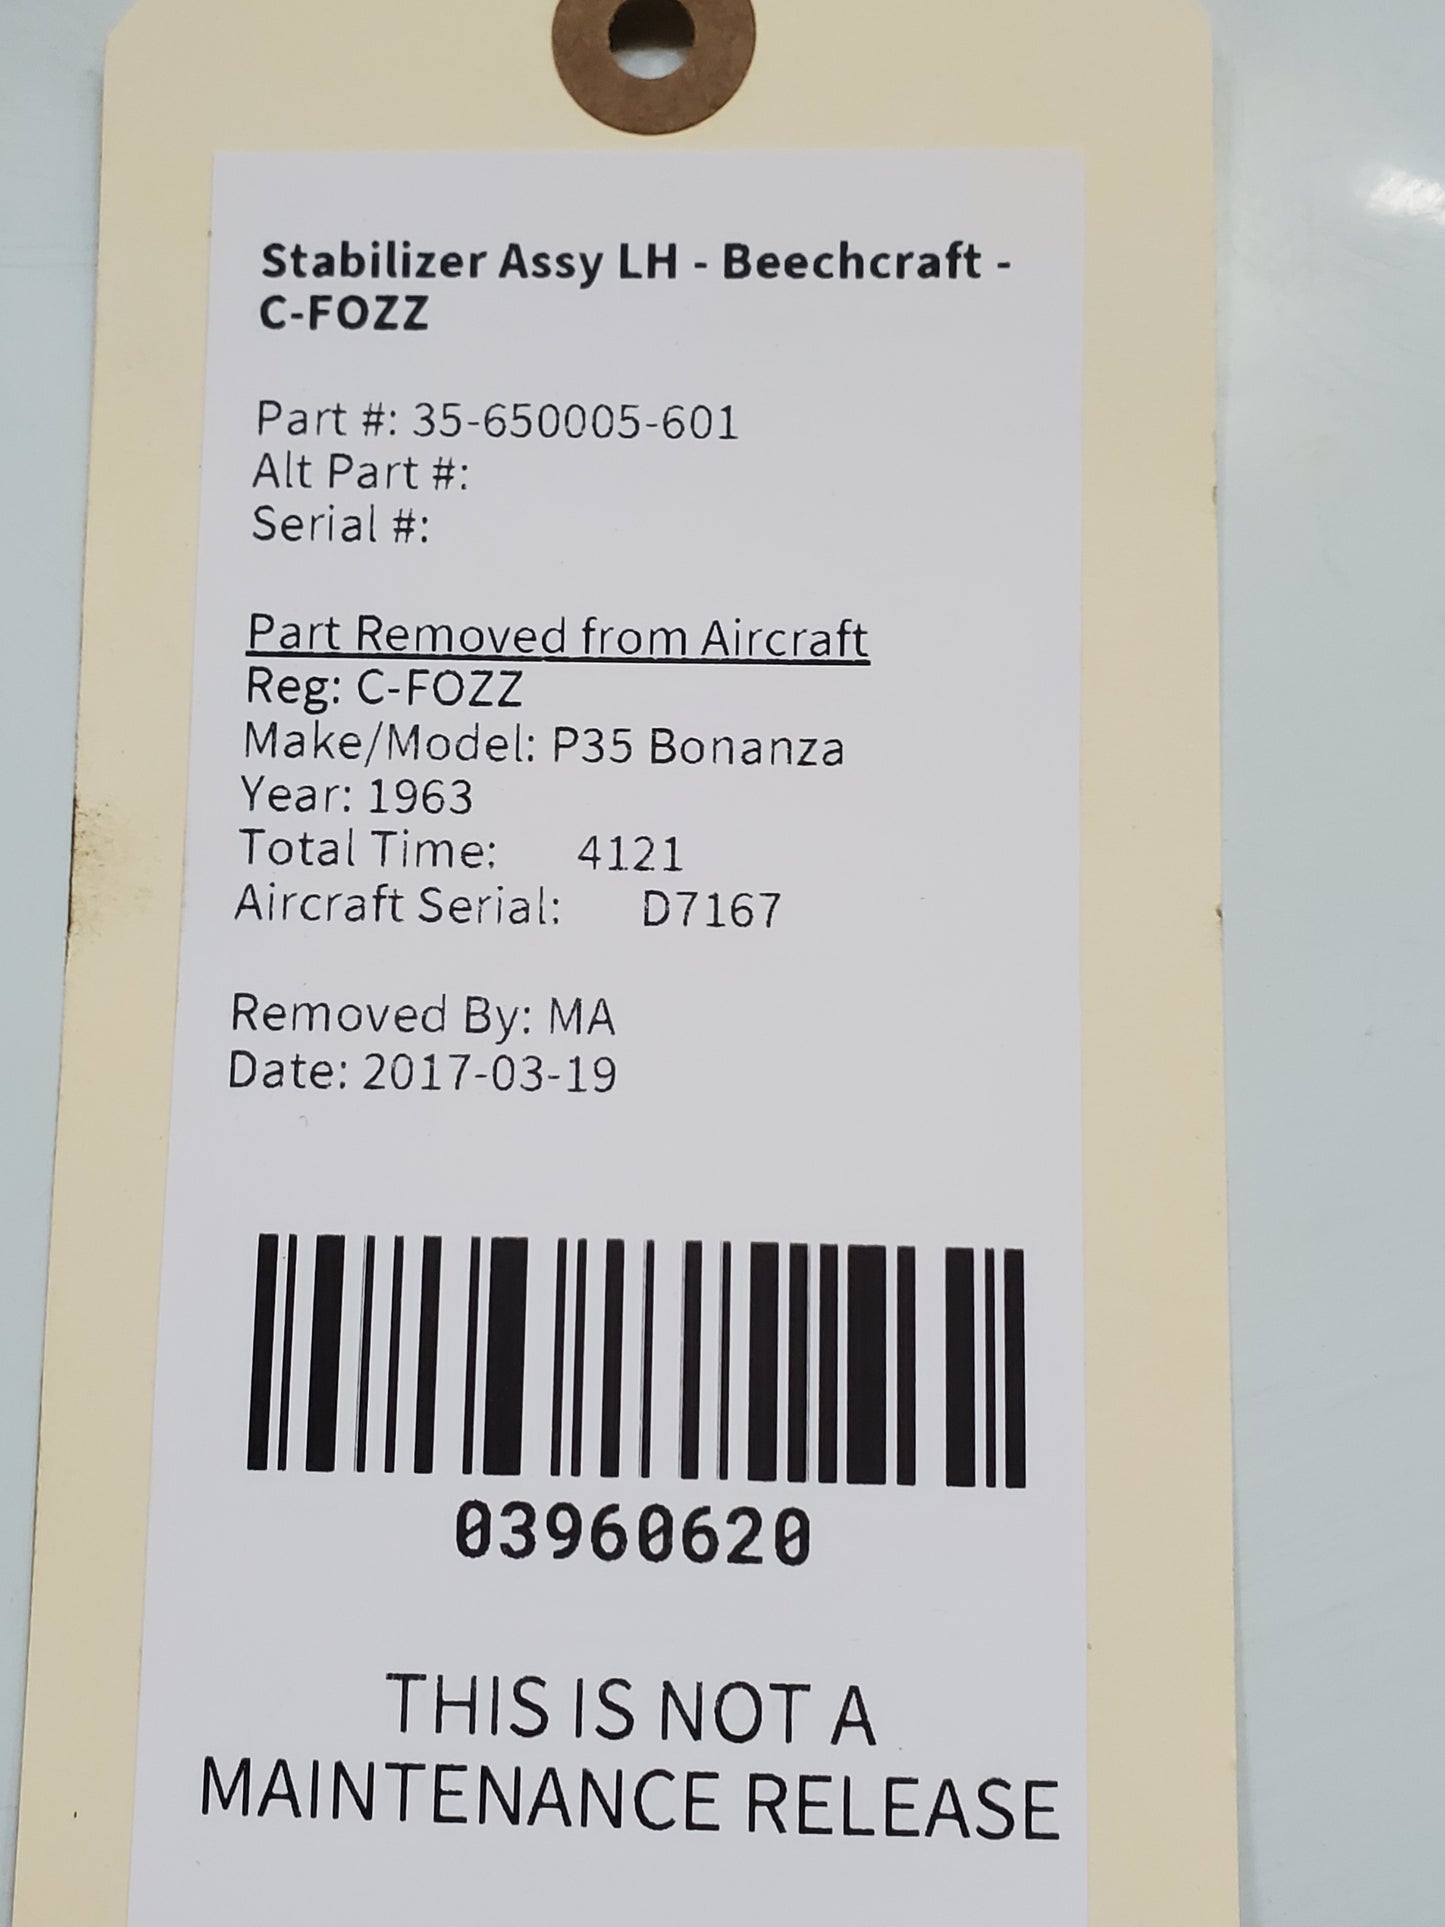 Stabilizer Assy LH - Beechcraft -
C-FOZZ
Part #: 35-650005-601
Alt Part #:
Serial #:
Part Removed from Aircraft
Reg: C-FOZZ
Make/Model: P35 Bonanza
Year: 1963
Total Time: 4121
Aircraft Serial: D7167
Removed By: MA
Date: 2017-03-19
03960620
THIS IS NOT A
MAINTENANCE RELEASE